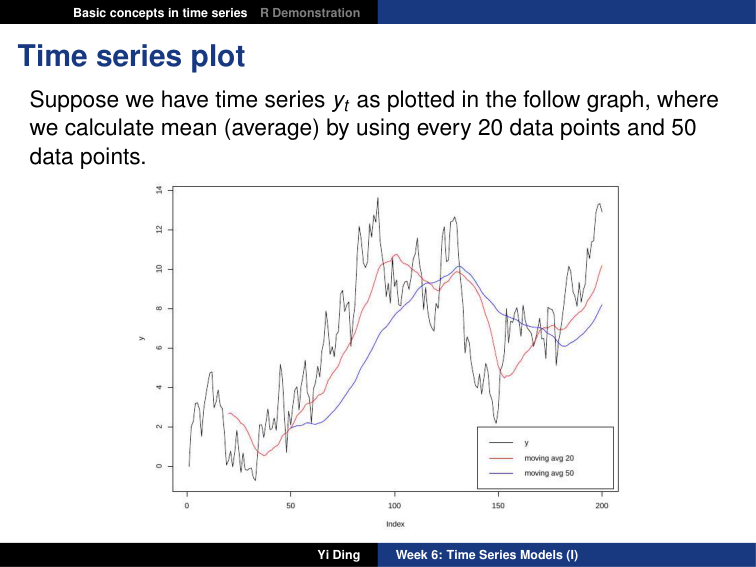 Basic concepts in time series R Demonstration
Time series plot
Suppose we have time series yt as plotted in the follow graph, where
we calculate mean (average) by using every 20 data points and 50
data points.
14
12
10
8
6
4
2
0
y
y
moving avg 20
moving avg 50
0 50 100 150 200
Index
Yi Ding Week 6: Time Series Models (I)